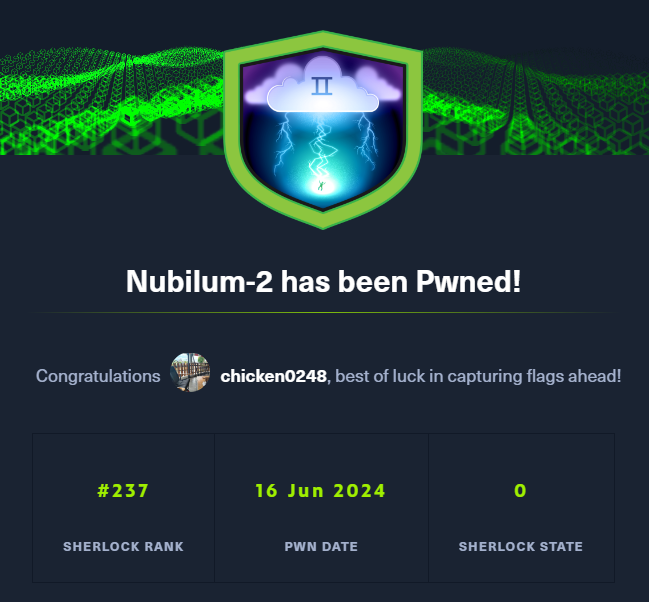 II
Nubilum-2 has been Pwned!
Congratulations chicken0248, best of luck in capturing flags ahead!
#237 16 Jun 2024 0
SHERLOCK RANK PWN DATE SHERLOCK STATE